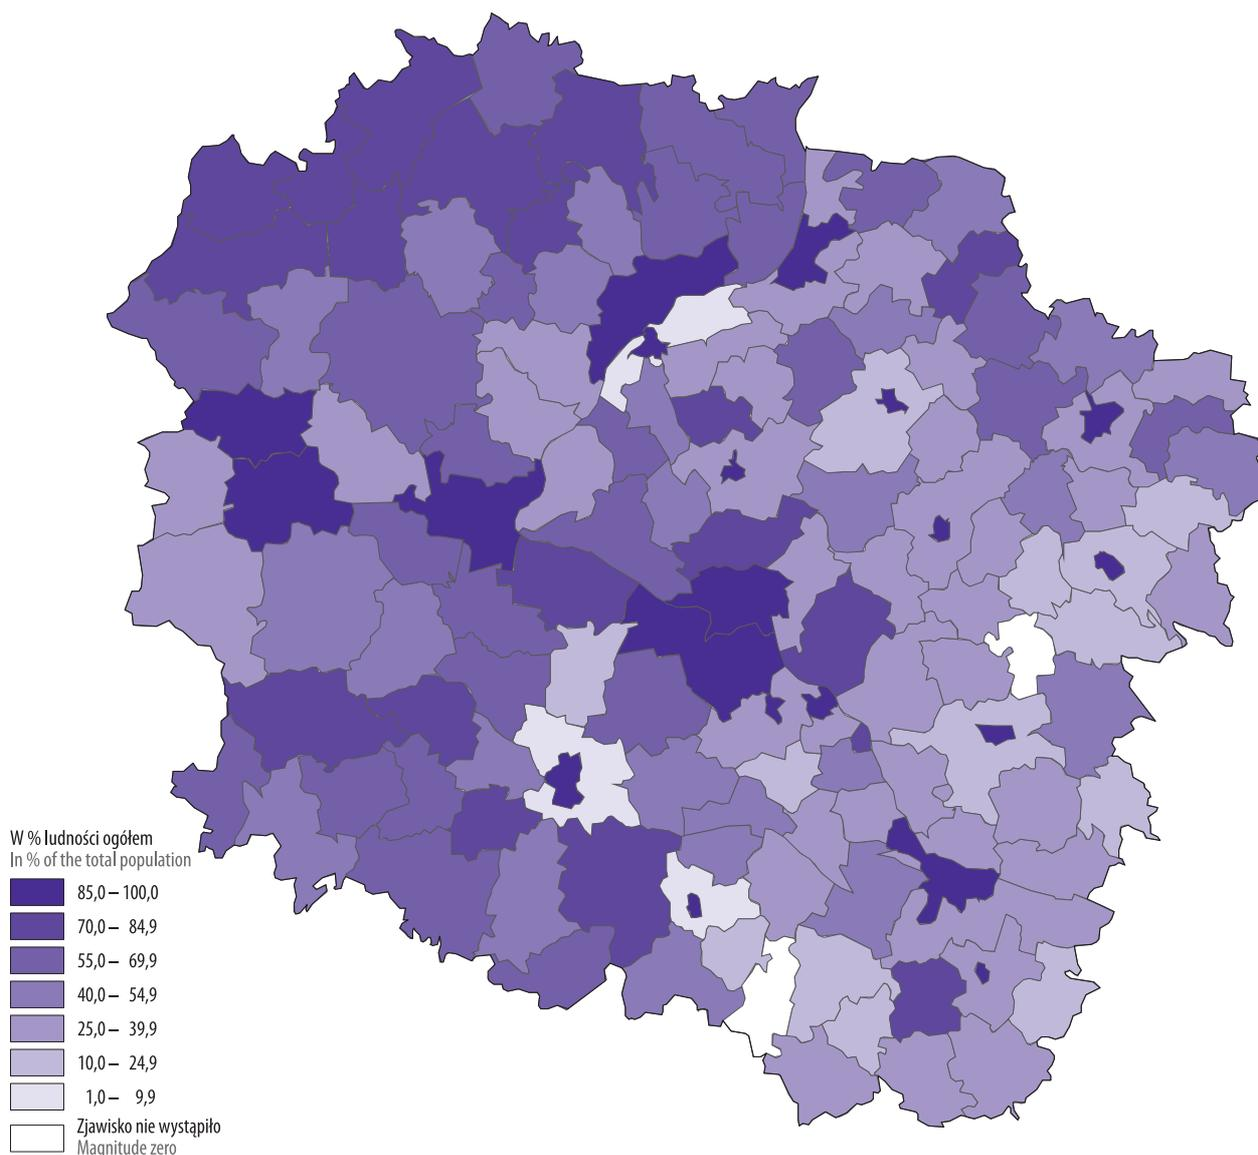 W % ludności ogółem
In % of the total population
85,0 – 100,0
70,0 – 84,9
55,0 – 69,9
40,0 – 54,9
25,0 – 39,9
10,0 – 24,9
1,0 – 9,9
Zjawisko nie wystąpiło
Magnitude zero